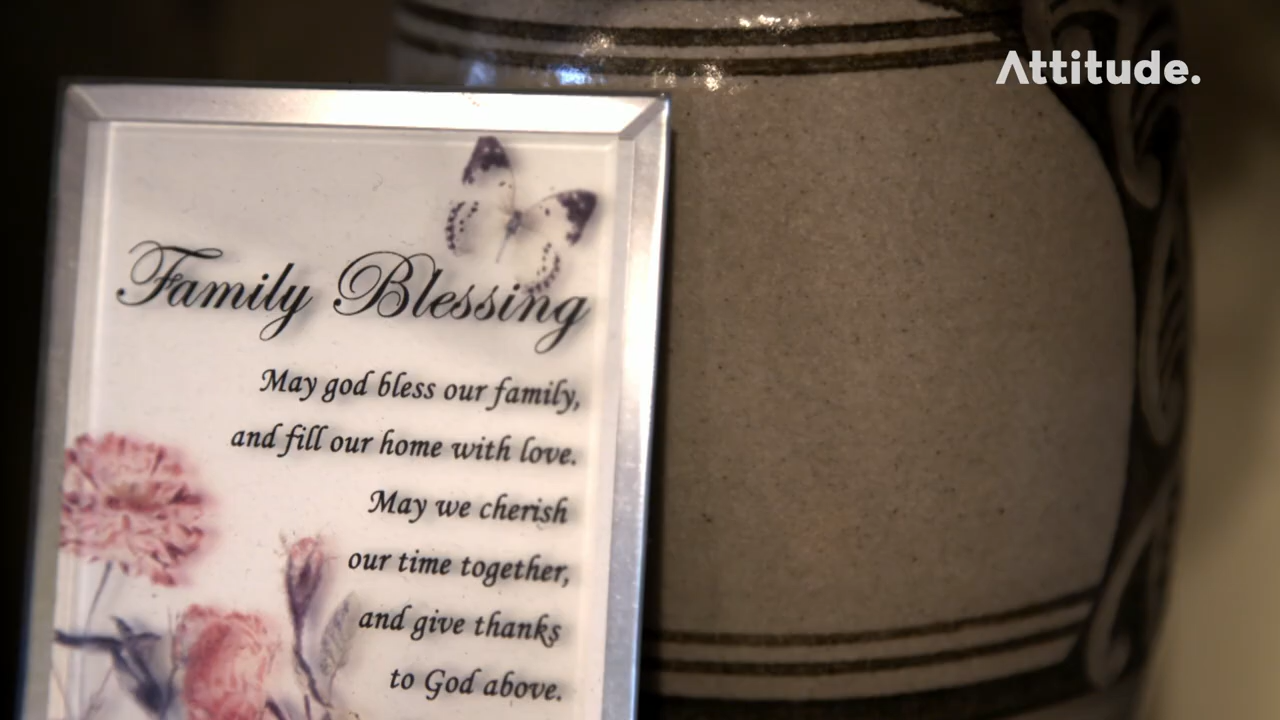 Attitude.
Family Blessing
May god bless our family,
and fill our home with love.
May we cherish
our time together,
and give thanks
to God above.